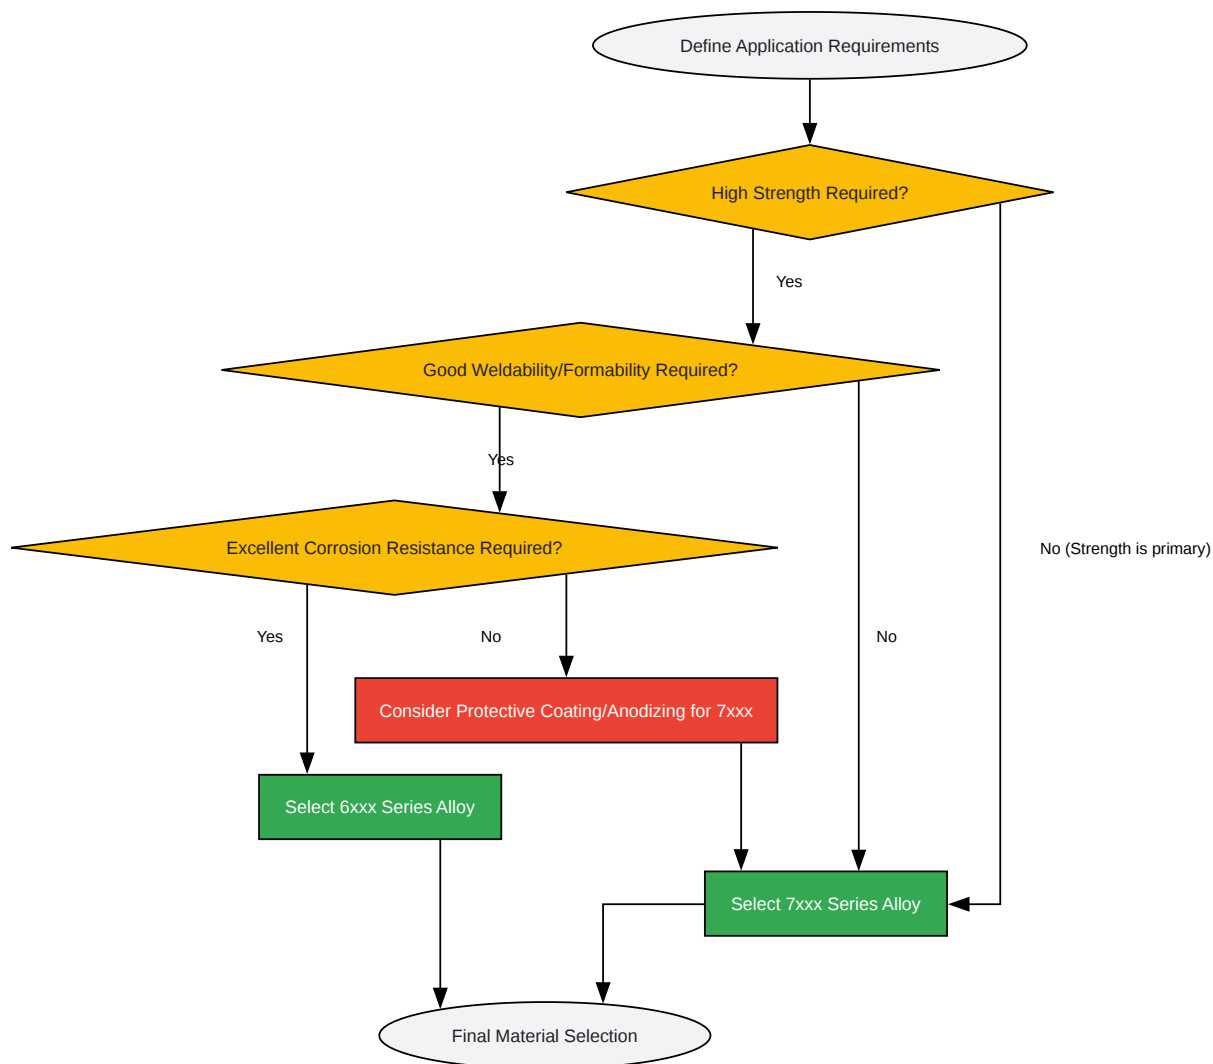 Define Application Requirements
High Strength Required?
Yes
Good Weldability/Formability Required?
Yes
Excellent Corrosion Resistance Required?
No (Strength is primary)
Yes
No
No
Consider Protective Coating/Anodizing for 7xxx
Select 6xxx Series Alloy
Select 7xxx Series Alloy
Final Material Selection